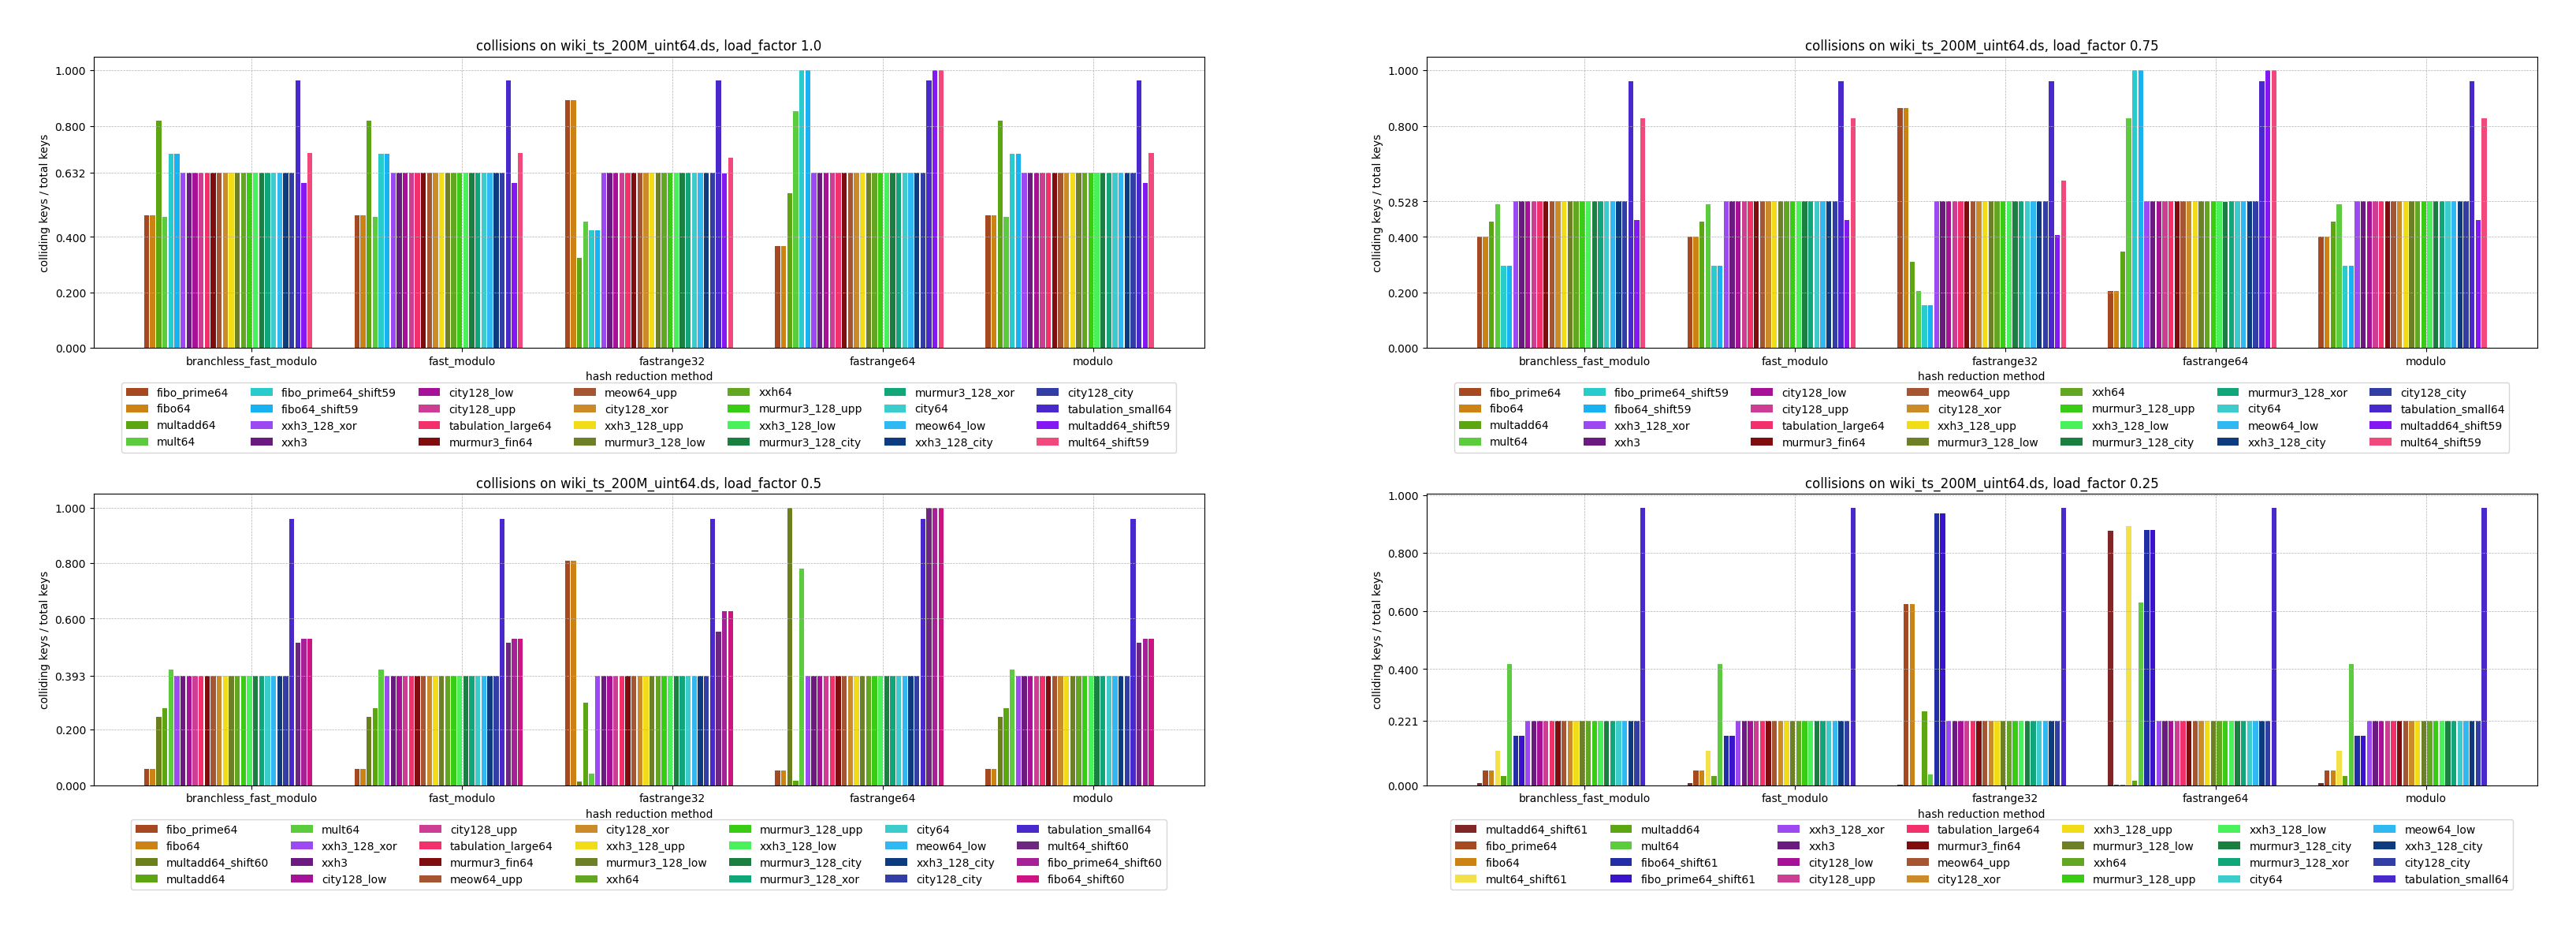 collisions on wiki_ts_200M_uint64.ds, load_factor 1.0
colliding keys / total keys
1.000
0.800
0.632
0.400
0.200
0.000
branchless_fast_modulo fast_modulo fastrange32 fastrange64 modulo
hash reduction method
fibo_prime64 fibo_prime64_shift59 city128_low meow64_upp xxh64 murmur3_128_xor city128_city
fibo64 fibo64_shift59 city128_upp city128_xor murmur3_128_upp city64 tabulation_small64
multadd64 xxh3_128_xor tabulation_large64 xxh3_128_upp xxh3_128_low meow64_low multadd64_shift59
mult64 xxh3 murmur3_fin64 murmur3_128_low murmur3_128_city xxh3_128_city mult64_shift59
collisions on wiki_ts_200M_uint64.ds, load_factor 0.75
colliding keys / total keys
1.000
0.800
0.528
0.400
0.200
0.000
branchless_fast_modulo fast_modulo fastrange32 fastrange64 modulo
hash reduction method
fibo_prime64 fibo_prime64_shift59 city128_low meow64_upp xxh64 murmur3_128_xor city128_city
fibo64 fibo64_shift59 city128_upp city128_xor murmur3_128_upp city64 tabulation_small64
multadd64 xxh3_128_xor tabulation_large64 xxh3_128_upp xxh3_128_low meow64_low multadd64_shift59
mult64 xxh3 murmur3_fin64 murmur3_128_low murmur3_128_city xxh3_128_city mult64_shift59
collisions on wiki_ts_200M_uint64.ds, load_factor 0.5
colliding keys / total keys
1.000
0.800
0.600
0.393
0.200
0.000
branchless_fast_modulo fast_modulo fastrange32 fastrange64 modulo
hash reduction method
fibo_prime64 mult64 city128_upp city128_xor murmur3_128_upp city64 tabulation_small64
fibo64 xxh3_128_xor tabulation_large64 xxh3_128_upp xxh3_128_low meow64_low mult64_shift60
multadd64_shift60 xxh3 murmur3_fin64 murmur3_128_low murmur3_128_city xxh3_128_city fibo_prime64_shift60
multadd64 city128_low meow64_upp xxh64 murmur3_128_xor city128_city fibo64_shift60
collisions on wiki_ts_200M_uint64.ds, load_factor 0.25
colliding keys / total keys
1.000
0.800
0.600
0.400
0.221
0.000
branchless_fast_modulo fast_modulo fastrange32 fastrange64 modulo
hash reduction method
multadd64_shift61 multadd64 xxh3_128_xor tabulation_large64 xxh3_128_upp xxh3_128_low meow64_low
fibo_prime64 mult64 xxh3 murmur3_fin64 murmur3_128_low murmur3_128_city xxh3_128_city
fibo64 fibo64_shift61 city128_low meow64_upp xxh64 murmur3_128_xor city128_city
mult64_shift61 fibo_prime64_shift61 city128_upp city128_xor murmur3_128_upp city64 tabulation_small64